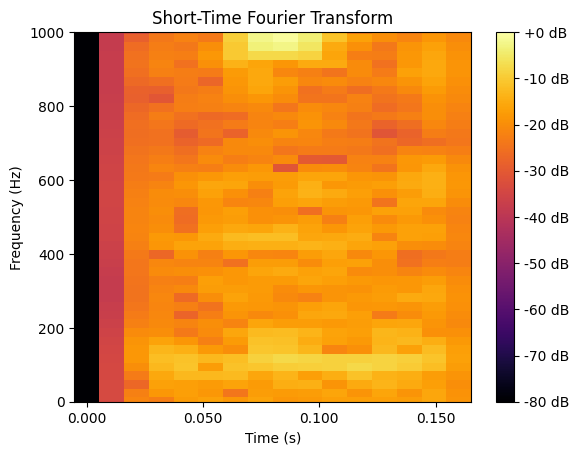 Short-Time Fourier Transform
Frequency (Hz)
1000
800
600
400
200
0
0.000
0.050
0.100
0.150
Time (s)
+0 dB
-10 dB
-20 dB
-30 dB
-40 dB
-50 dB
-60 dB
-70 dB
-80 dB